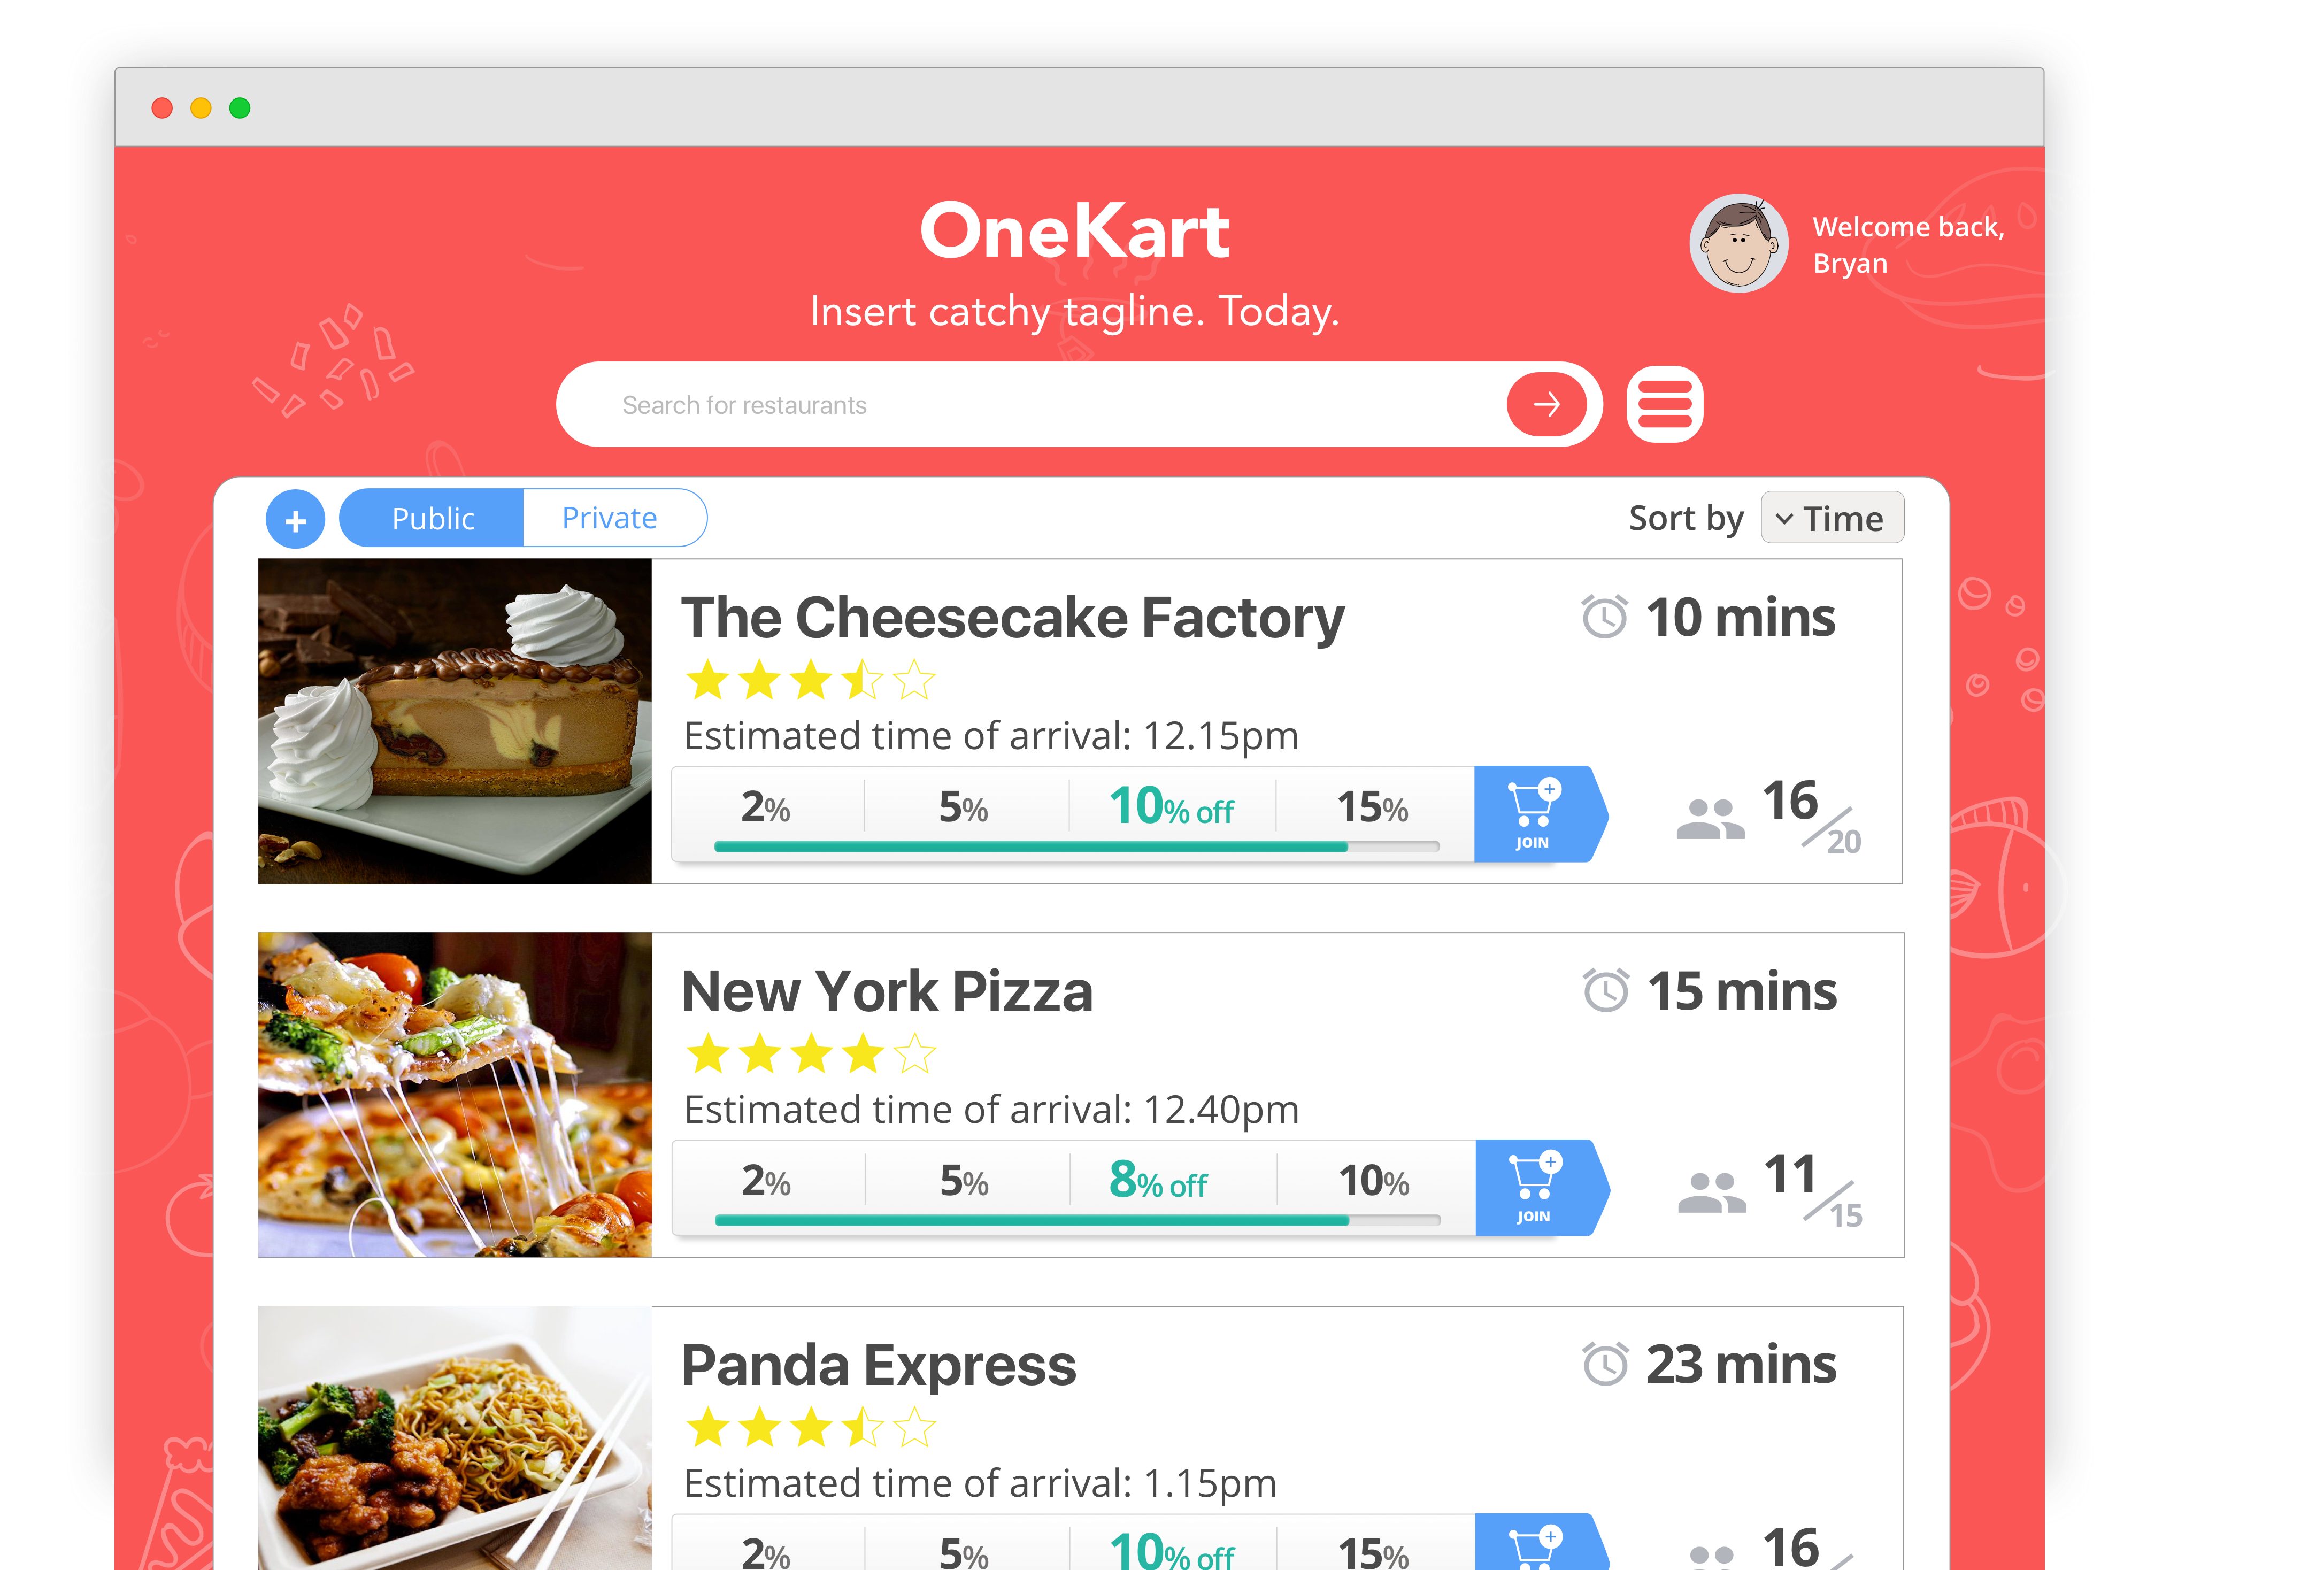 OneKart
Welcome back,
Bryan
Insert catchy tagline. Today.
Search for restaurants
+ Public Private Sort by Time
The Cheesecake Factory 10 mins
Estimated time of arrival: 12.15pm
2% 5% 10% off 15% JOIN 16/20
New York Pizza 15 mins
Estimated time of arrival: 12.40pm
2% 5% 8% off 10% JOIN 11/15
Panda Express 23 mins
Estimated time of arrival: 1.15pm
2% 5% 10% off 15% 16